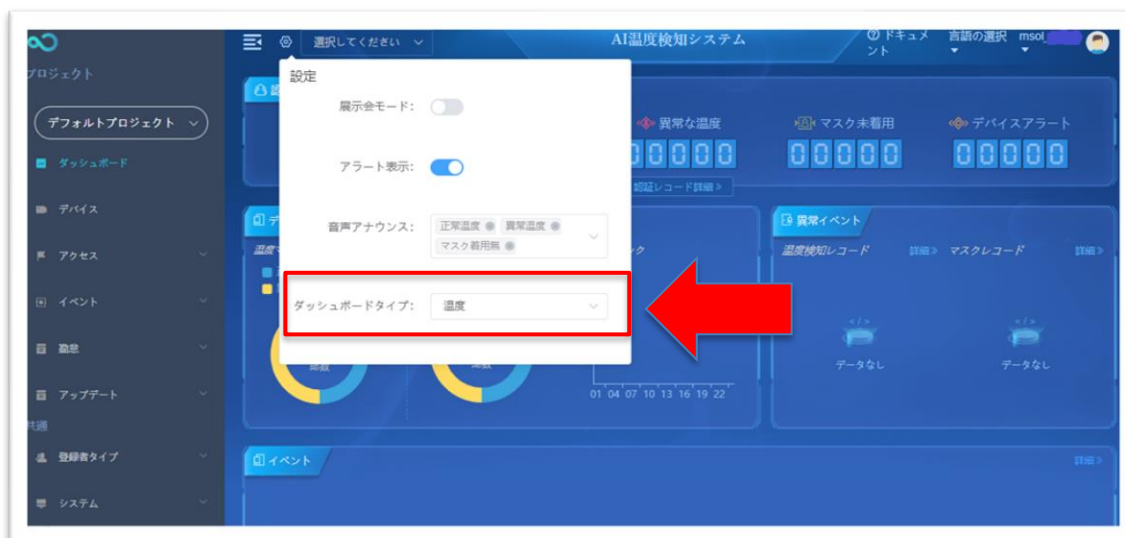 選択してください
AI温度検知システム
ドキュメ
ント
言語の選択
msol_
プロジェクト
デフォルトプロジェクト
ダッシュボード
デバイス
アクセス
イベント
勤怠
アップデート
共通
登録者タイプ
システム
設定
展示会モード:
アラート表示:
音声アナウンス:
正常温度
異常温度
マスク着用無
ダッシュボードタイプ:
温度
異常な温度
マスク未着用
デバイスアラート
00000
00000
00000
認証レコード詳細》
異常イベント
温度検知レコード
詳細》
マスクレコード
詳細》
データなし
データなし
01 04 07 10 13 16 19 22
イベント
詳細》